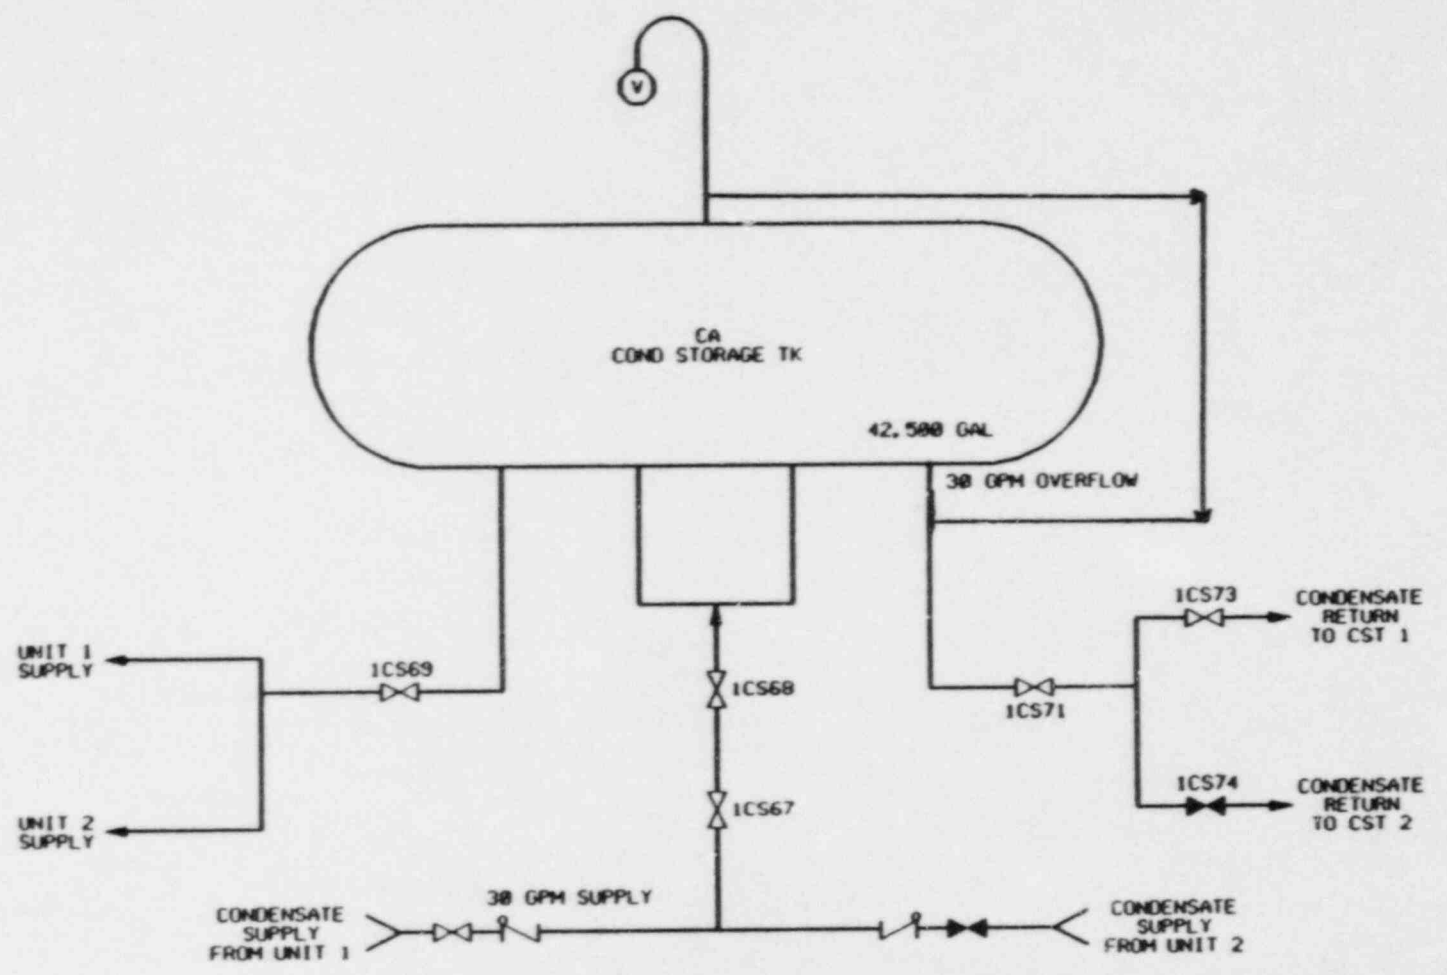 V
CA
COND STORAGE TK
42,500 GAL
30 GPM OVERFLOW
1CS73
CONDENSATE
RETURN
TO CST 1
UNIT 1
SUPPLY
1CS69
1CS68
1CS71
1CS74
CONDENSATE
RETURN
TO CST 2
1CS67
UNIT 2
SUPPLY
30 GPM SUPPLY
CONDENSATE
SUPPLY
FROM UNIT 1
CONDENSATE
SUPPLY
FROM UNIT 2